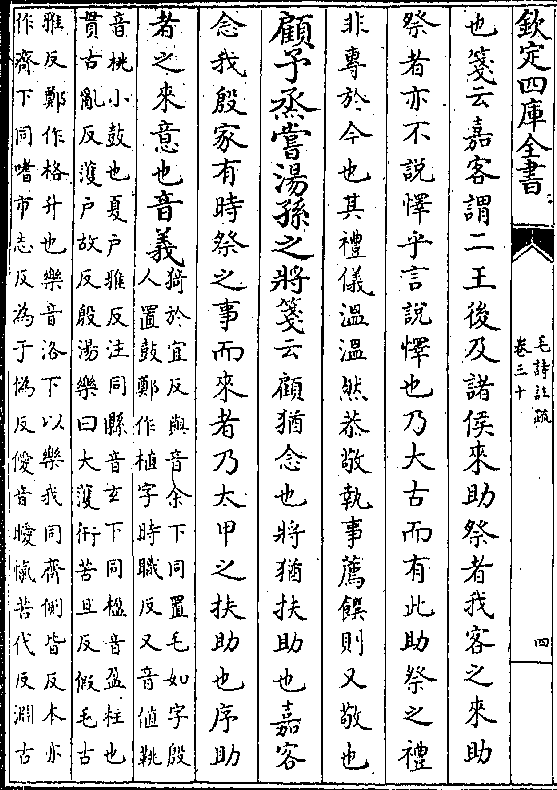 欽定四庫全書
毛詩註疏
卷三十
四
也箋云嘉客謂二王後及諸侯來助祭者我客之來助
祭者亦不說懌乎言說懌也乃大古而有此助祭之禮
非專於今也其禮儀溫溫然恭敬執事薦饌則又敬也
顧予烝嘗湯孫之將箋云顧猶念也將猶扶助也嘉客
念我殷家有時祭之事而來者乃太甲之扶助也序助
者之來意也音義
猗於宜反與音余下同置毛如字殷
人置鼓鄭作植字時職反又音值鞉
音桃小鼓也夏戶雅反注同縣音玄下同楹音盈柱也
貫古亂反濩戶故反殷湯樂曰大濩衎苦旦反假毛古
雅反鄭作格升也樂音洛下以樂我同齊側皆反本亦
作齋下同嗜市志反為于僞反僾音曖愾苦代反淵古